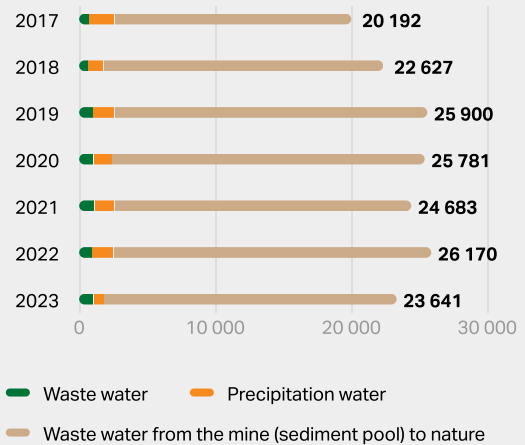 2017 20 192
2018 22 627
2019 25 900
2020 25 781
2021 24 683
2022 26 170
2023 23 641
0 10 000 20 000 30 000
Waste water Precipitation water
Waste water from the mine (sediment pool) to nature